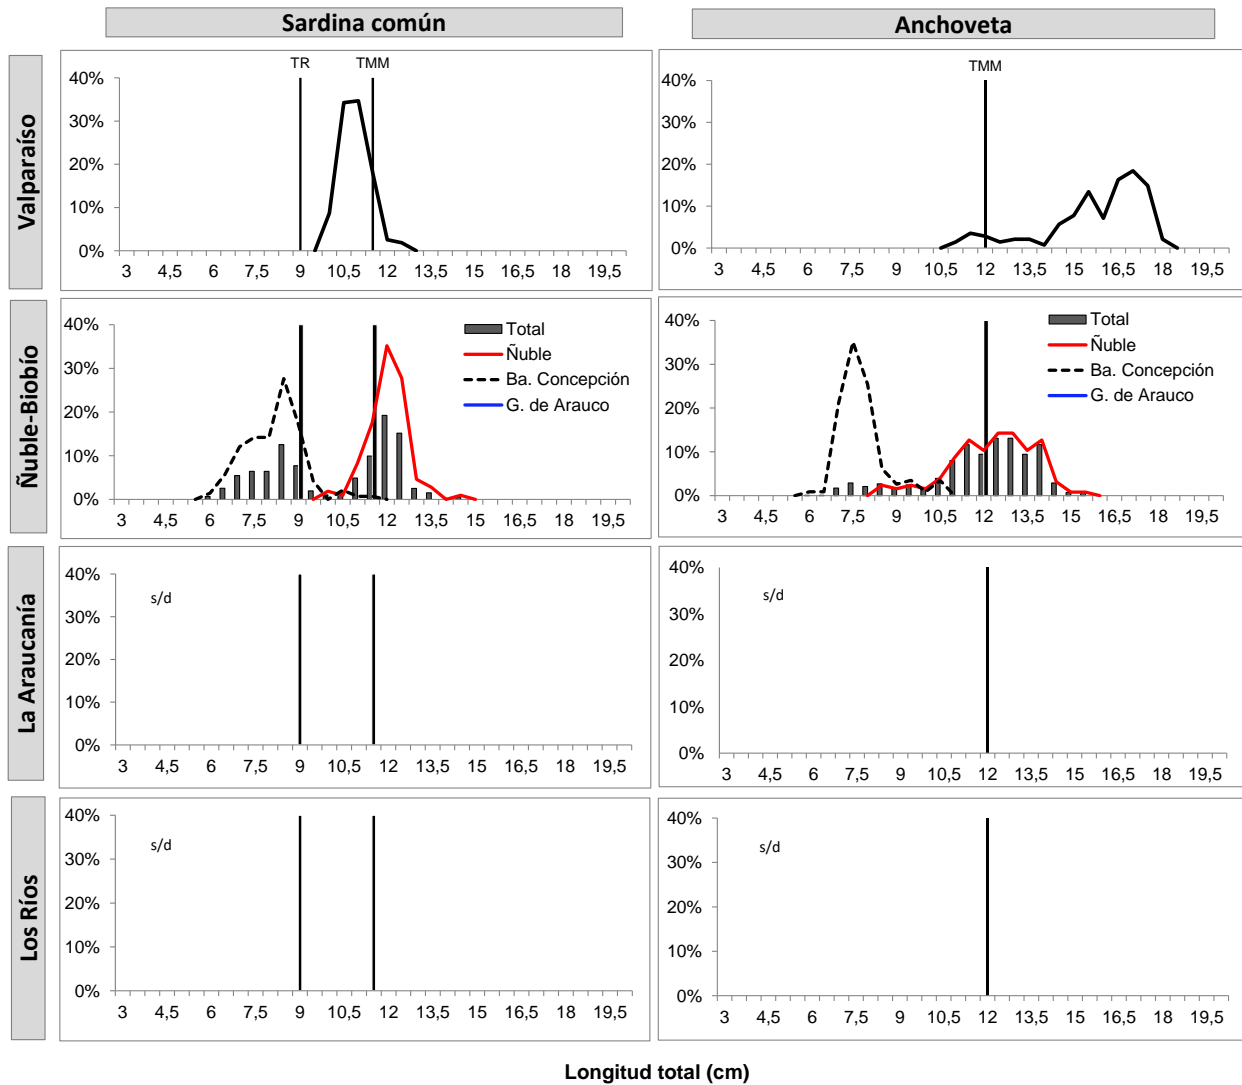 Sardina común
Anchoveta
Valparaíso
TR TMM
40%
30%
20%
10%
0%
3 4,5 6 7,5 9 10,5 12 13,5 15 16,5 18 19,5
TMM
40%
30%
20%
10%
0%
3 4,5 6 7,5 9 10,5 12 13,5 15 16,5 18 19,5
Ñuble-Biobío
40%
30%
20%
10%
0%
Total
Ñuble
Ba. Concepción
G. de Arauco
3 4,5 6 7,5 9 10,5 12 13,5 15 16,5 18 19,5
40%
30%
20%
10%
0%
Total
Ñuble
Ba. Concepción
G. de Arauco
3 4,5 6 7,5 9 10,5 12 13,5 15 16,5 18 19,5
La Araucanía
40%
30%
20%
10%
0%
s/d
3 4,5 6 7,5 9 10,5 12 13,5 15 16,5 18 19,5
40%
30%
20%
10%
0%
s/d
3 4,5 6 7,5 9 10,5 12 13,5 15 16,5 18 19,5
Los Ríos
40%
30%
20%
10%
0%
s/d
3 4,5 6 7,5 9 10,5 12 13,5 15 16,5 18 19,5
40%
30%
20%
10%
0%
s/d
3 4,5 6 7,5 9 10,5 12 13,5 15 16,5 18 19,5
Longitud total (cm)